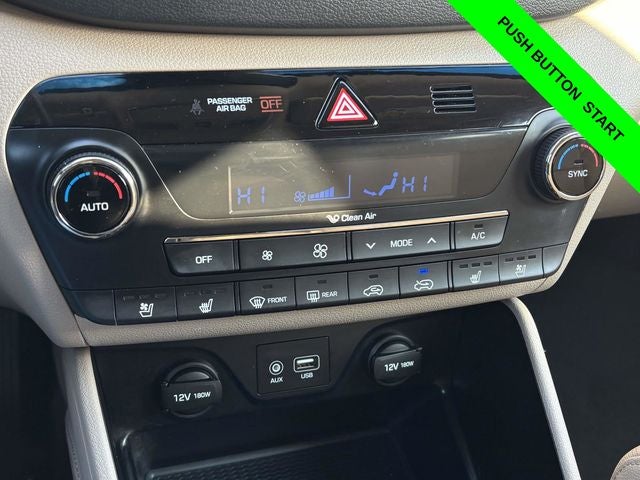 PUSH BUTTON START
PASSENGER
AIR BAG OFF
HI HI
AUTO
SYNC
Clean Air
OFF
MODE
A/C
FRONT
REAR
12V 180W
AUX
USB
12V 180W